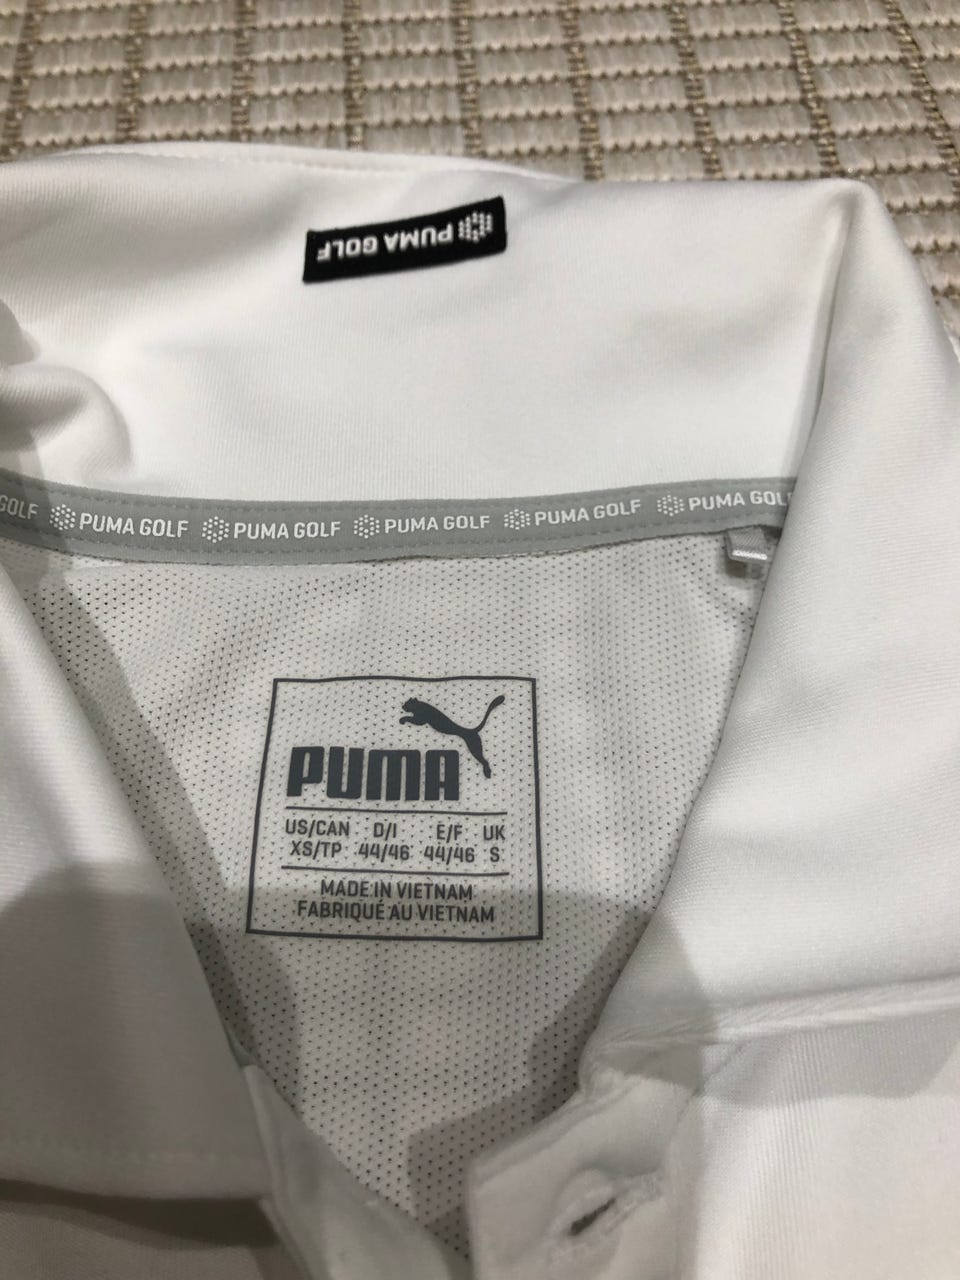 PUMA GOLF
GOLF PUMA GOLF PUMA GOLF PUMA GOLF PUMA GOLF PUMA GOL
PUMA
US/CAN D/I E/F UK
XS/TP 44/46 44/46 S
MADE IN VIETNAM
FABRIQUÉ AU VIETNAM